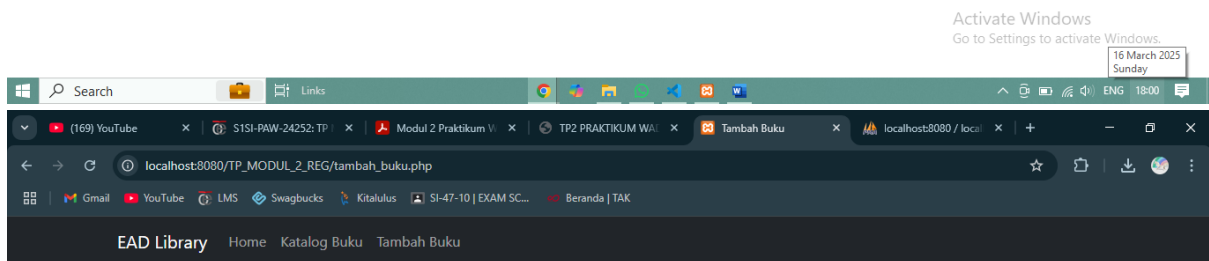 Activate Windows
Go to Settings to activate Windows.
16 March 2025
Sunday
Search
Links
ENG 18:00
(169) YouTube S1SI-PAW-24252: TP Modul 2 Praktikum TP2 PRAKTIKUM Tambah Buku localhost:8080 /
localhost:8080/TP_MODUL_2_REG/tambah_buku.php
Gmail YouTube LMS Swagbucks Kitalulus SI-47-10 | EXAM SC... Beranda | TAK
EAD Library Home Katalog Buku Tambah Buku